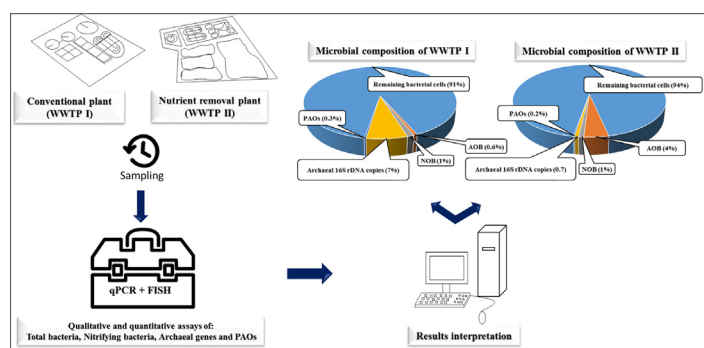 Conventional plant
(WWTP I)
Nutrient removal plant
(WWTP II)
Sampling
qPCR + FISH
Qualitative and quantitative assays of:
Total bacteria, Nitrifying bacteria, Archaeal genes and PAOs
Microbial composition of WWTP I
Remaining bacterial cells (91%)
PAOs (0.3%)
AOB (0.6%)
NOB (1%)
Archaeal 16S rDNA copies (7%)
Microbial composition of WWTP II
Remaining bacterial cells (94%)
PAOs (0.2%)
AOB (4%)
NOB (1%)
Archaeal 16S rDNA copies (0.7)
Results interpretation